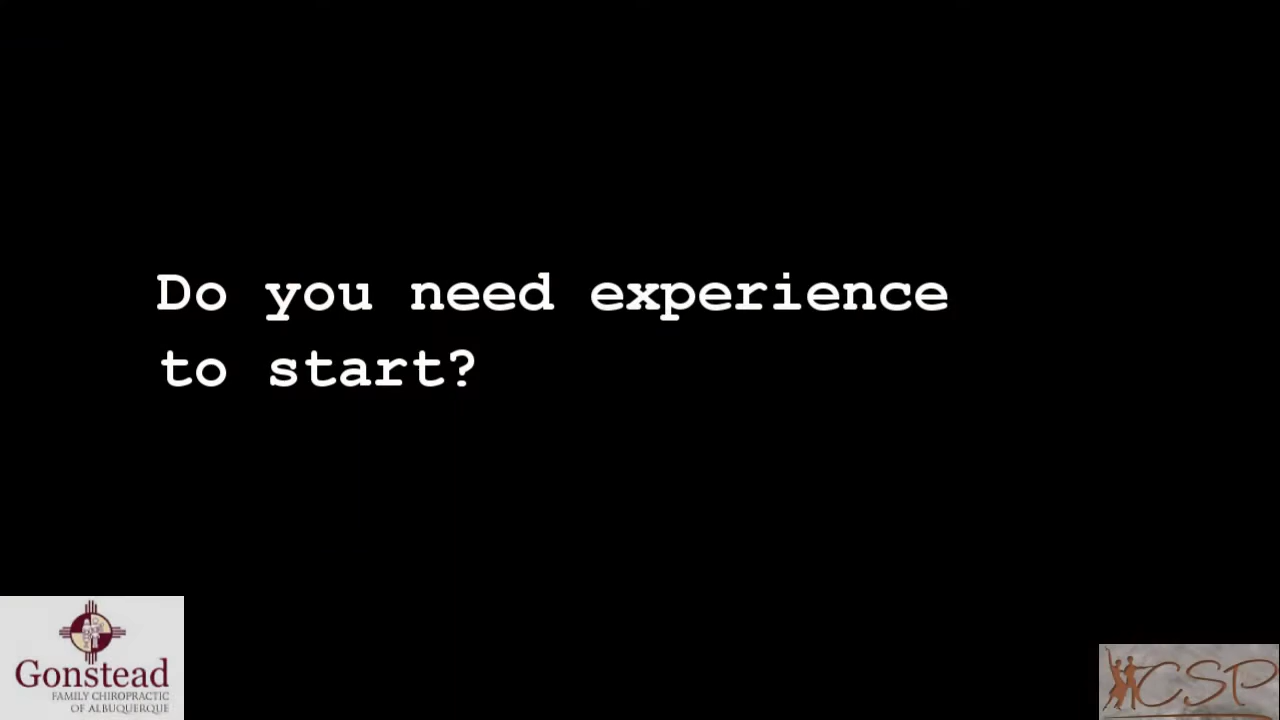 Do you need experience
to start?
Gonstead
FAMILY CHIROPRACTIC
OF ALBUQUERQUE
CSP